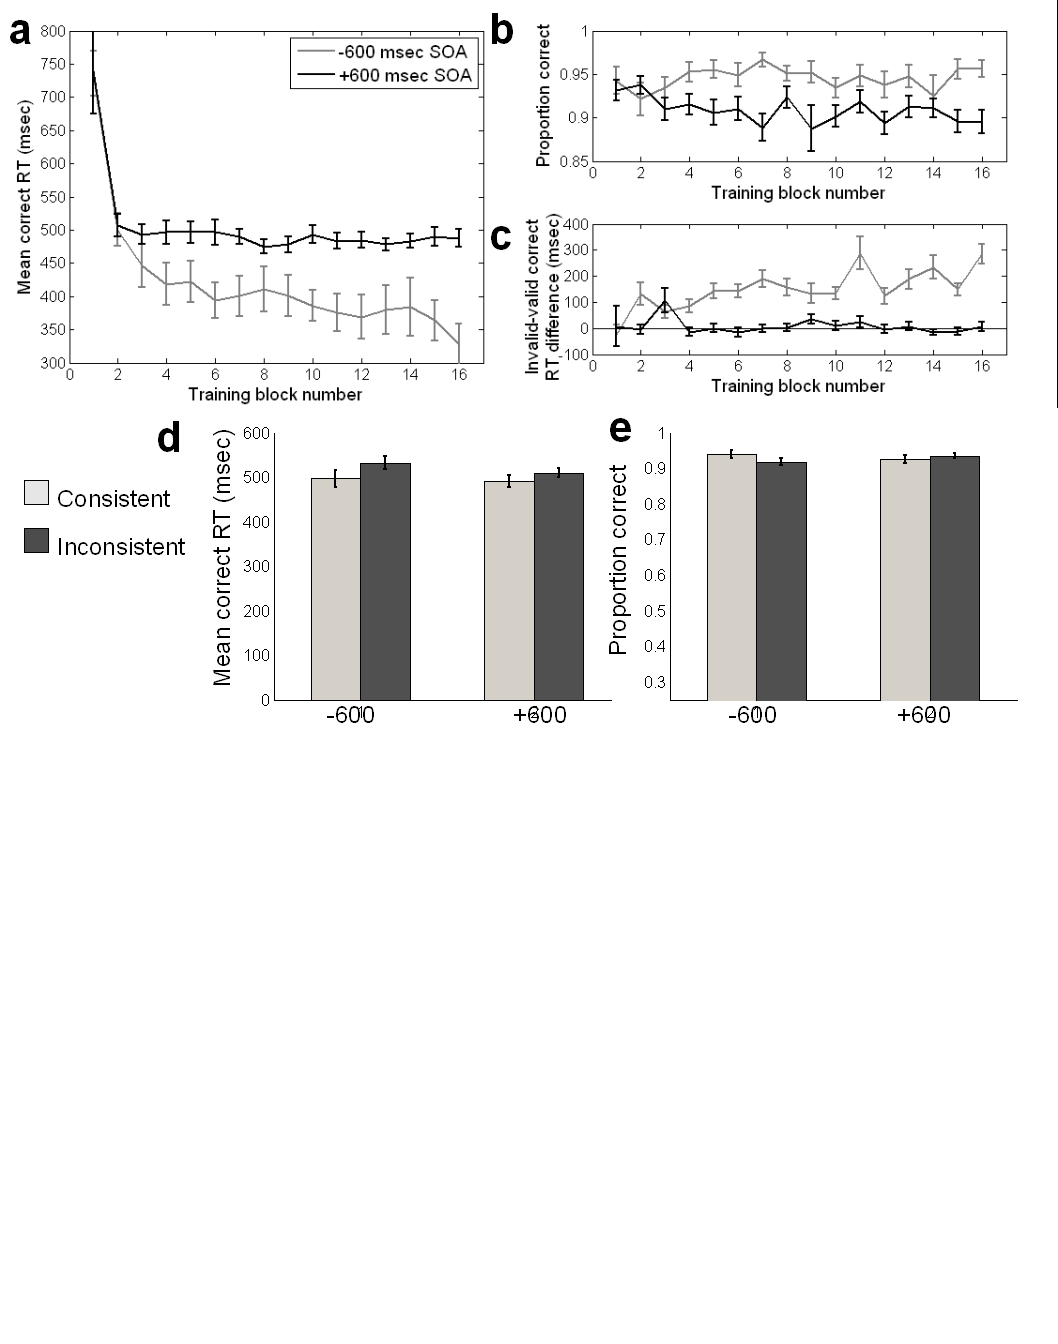 a
800
750
700
650
600
550
500
450
400
350
300
0 2 4 6 8 10 12 14 16
Mean correct RT (msec)
Training block number
-600 msec SOA
+600 msec SOA
b
1
0.95
0.9
0.85
0 2 4 6 8 10 12 14 16
Proportion correct
Training block number
c
400
300
200
100
0
-100
0 2 4 6 8 10 12 14 16
Invalid-valid correct
RT difference (msec)
Training block number
Consistent
Inconsistent
d
600
500
400
300
200
100
0
Mean correct RT (msec)
-600 +600
e
1
0.9
0.8
0.7
0.6
0.5
0.4
0.3
Proportion correct
-600 +600